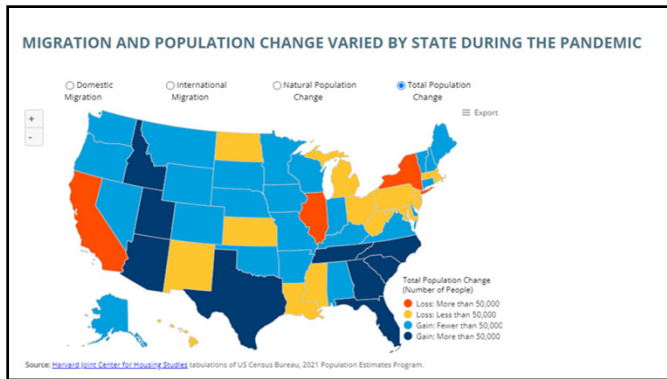 MIGRATION AND POPULATION CHANGE VARIED BY STATE DURING THE PANDEMIC
Domestic Migration
International Migration
Natural Population Change
Total Population Change
+
-
Export
Total Population Change
(Number of People)
Loss: More than 50,000
Loss: Less than 50,000
Gain: Fewer than 50,000
Gain: More than 50,000
Source: Harvard Joint Center for Housing Studies tabulations of US Census Bureau, 2021 Population Estimates Program.